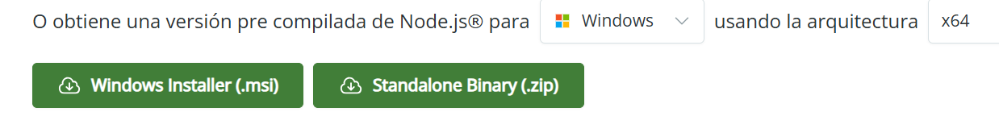 O obtiene una versión pre compilada de Node.js® para Windows usando la arquitectura x64
Windows Installer (.msi) Standalone Binary (.zip)